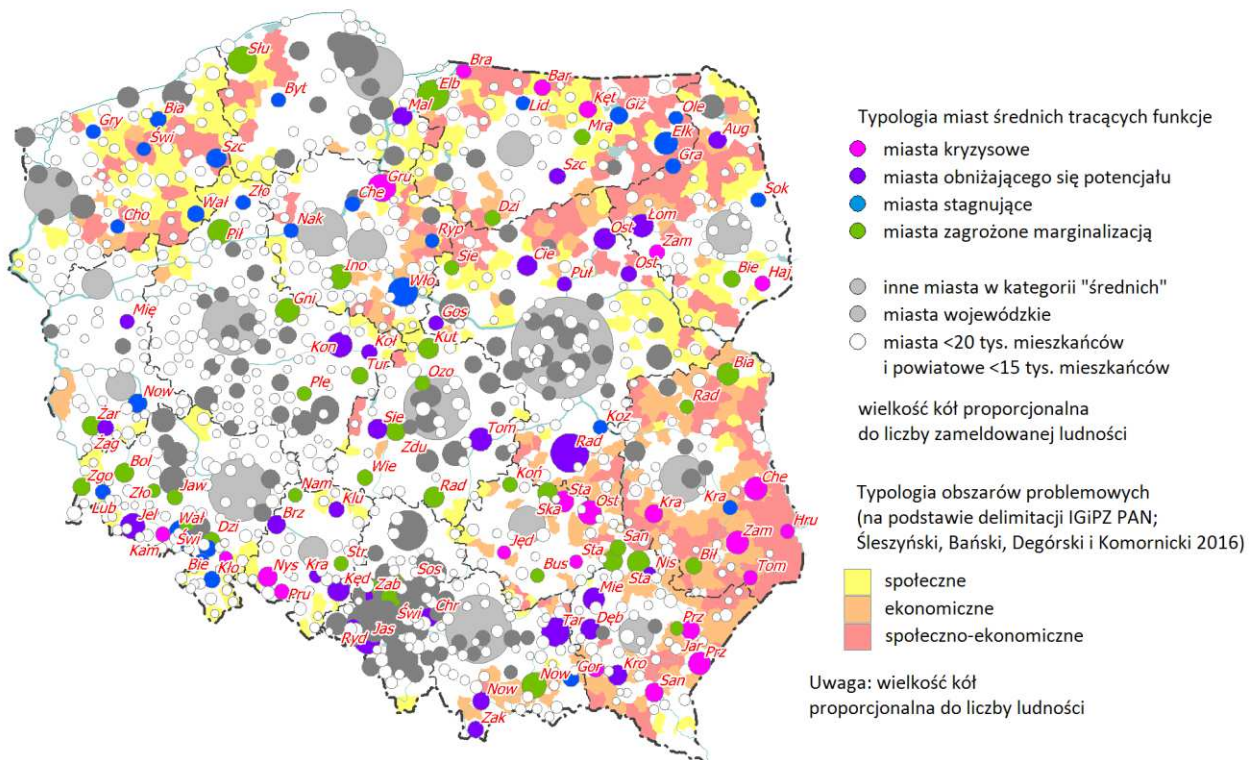 Słu
Byt
Bra
Elb
Bar
Mal
Lid
Kęt
Giż
Ole
Mrą
Ełk
Aug
Gra
Gry
Bia
Świ
Szc
Szc
Sok
Che
Gru
Zło
Wał
Cho
Nak
Pił
Dzi
Ryp
Łom
Ost
Zam
Ino
Sie
Cie
Ost
Puł
Bie
Haj
Wło
Gni
Mię
Gos
Kut
Kon
Koł
Tur
Bia
Ple
Ozo
Rad
Now
Żar
Żag
Sie
Zdu
Tom
Koz
Rad
Bol
Zgo
Zło
Jaw
Lub
Wie
Nam
Klu
Rad
Koń
Sta
Ska
Ost
Kra
Kra
Che
Jel
Kam
Wał
Świ
Dzi
Brz
Bie
Kło
Nys
Pru
Str
Kra
Kęd
Zab
Sos
Jęd
Bus
Sta
San
Nis
Sta
Bił
Zam
Hru
Tom
Świ
Chr
Ryd
Jas
Mie
Tar
Dęb
Prz
Jar
Prz
Now
Now
Gor
Kro
San
Zak
Typologia miast średnich tracących funkcje
miasta kryzysowe
miasta obniżającego się potencjału
miasta stagnujące
miasta zagrożone marginalizacją
inne miasta w kategorii "średnich"
miasta wojewódzkie
miasta <20 tys. mieszkańców
i powiatowe <15 tys. mieszkańców
wielkość kół proporcjonalna
do liczby zameldowanej ludności
Typologia obszarów problemowych
(na podstawie delimitacji IGiPZ PAN;
Śleszyński, Bański, Degórski i Komornicki 2016)
społeczne
ekonomiczne
społeczno-ekonomiczne
Uwaga: wielkość kół
proporcjonalna do liczby ludności